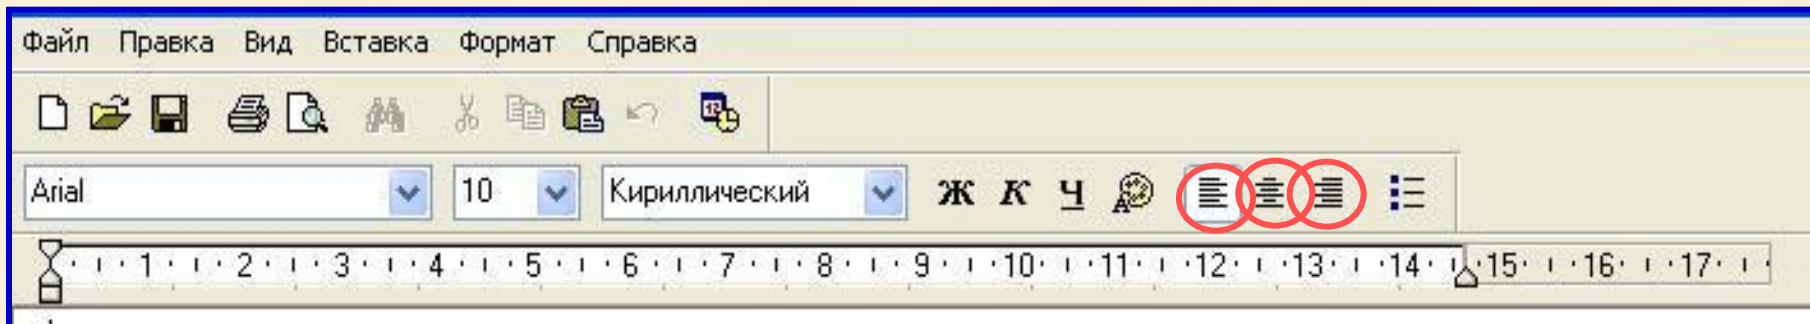 Файл Правка Вид Вставка Формат Справка
12
Arial 10 Кириллический Ж К Ч А
1 2 3 4 5 6 7 8 9 10 11 12 13 14 15 16 17